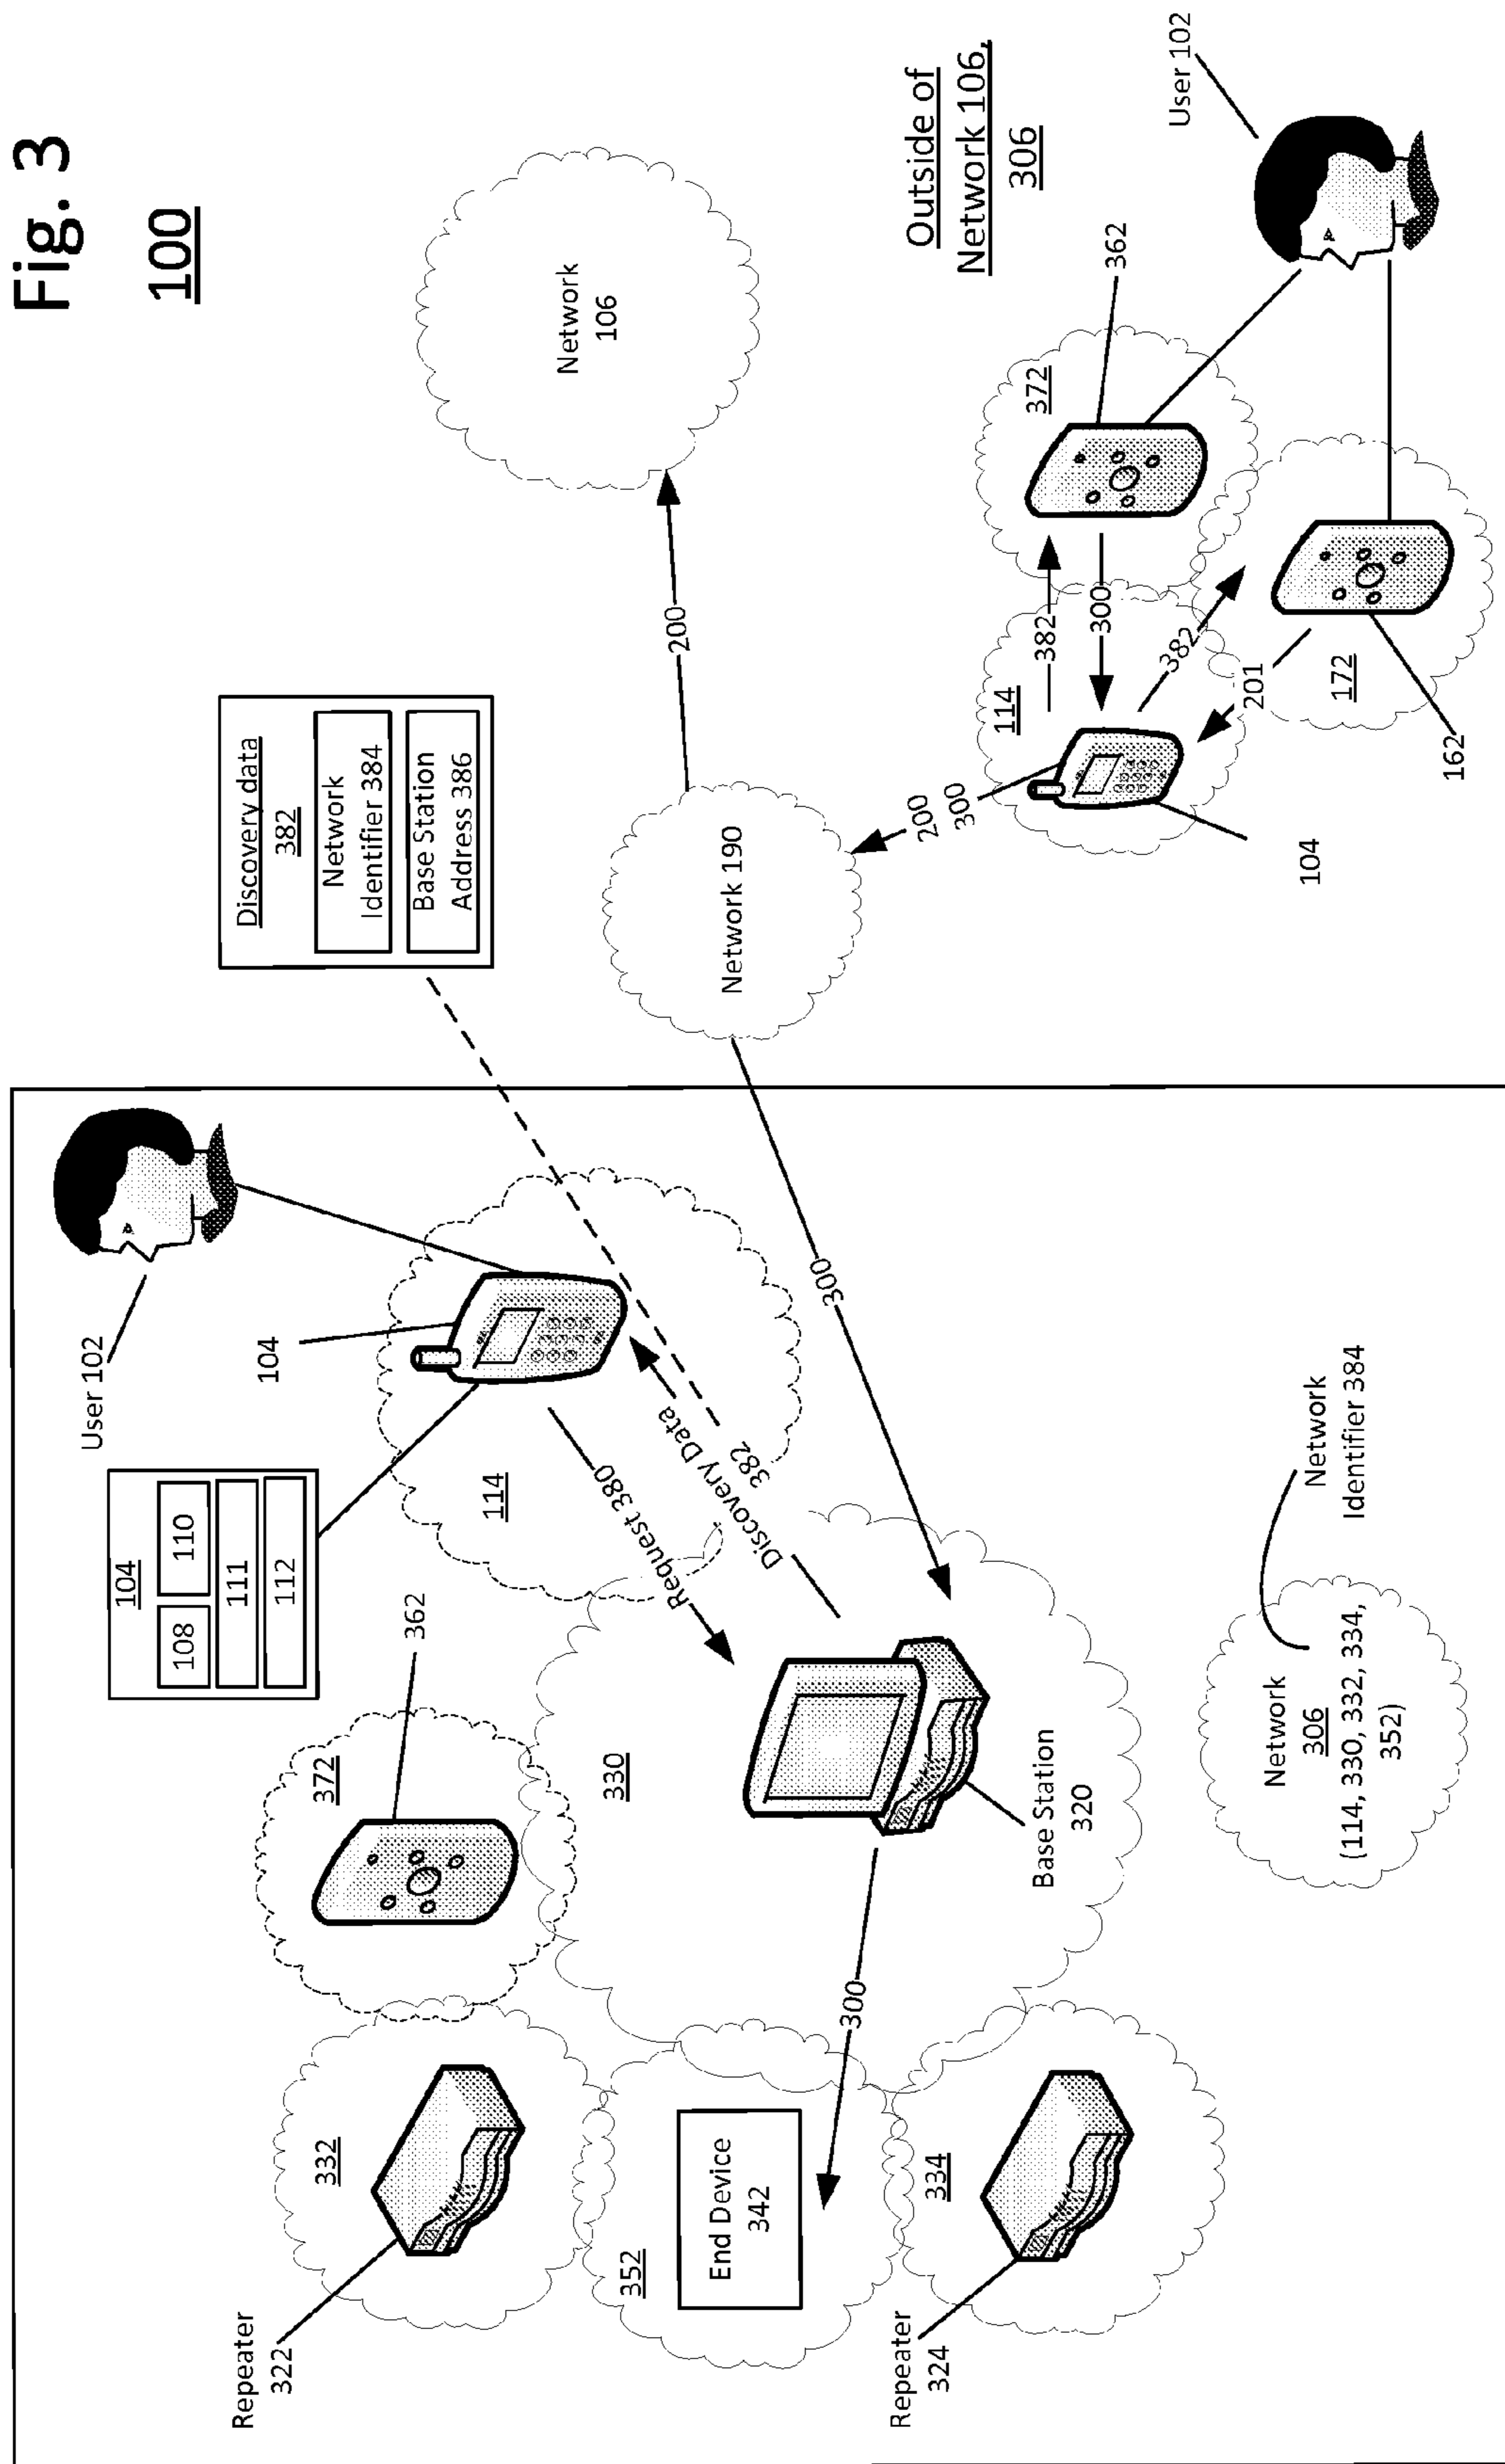 Fig. 3
100
User 102
104
104
108
110
111
112
114
362
372
Request 380
Discovery Data
382
Discovery data
382
Network
Identifier 384
Base Station
Address 386
Network
106
200
Network 190
300
200
300
Outside of
Network 106,
306
User 102
362
372
382
300
114
382
201
172
162
104
Repeater
322
332
330
352
End Device
342
300
Base Station
320
334
Repeater
324
Network
306
(114, 330, 332, 334,
352)
Network
Identifier 384